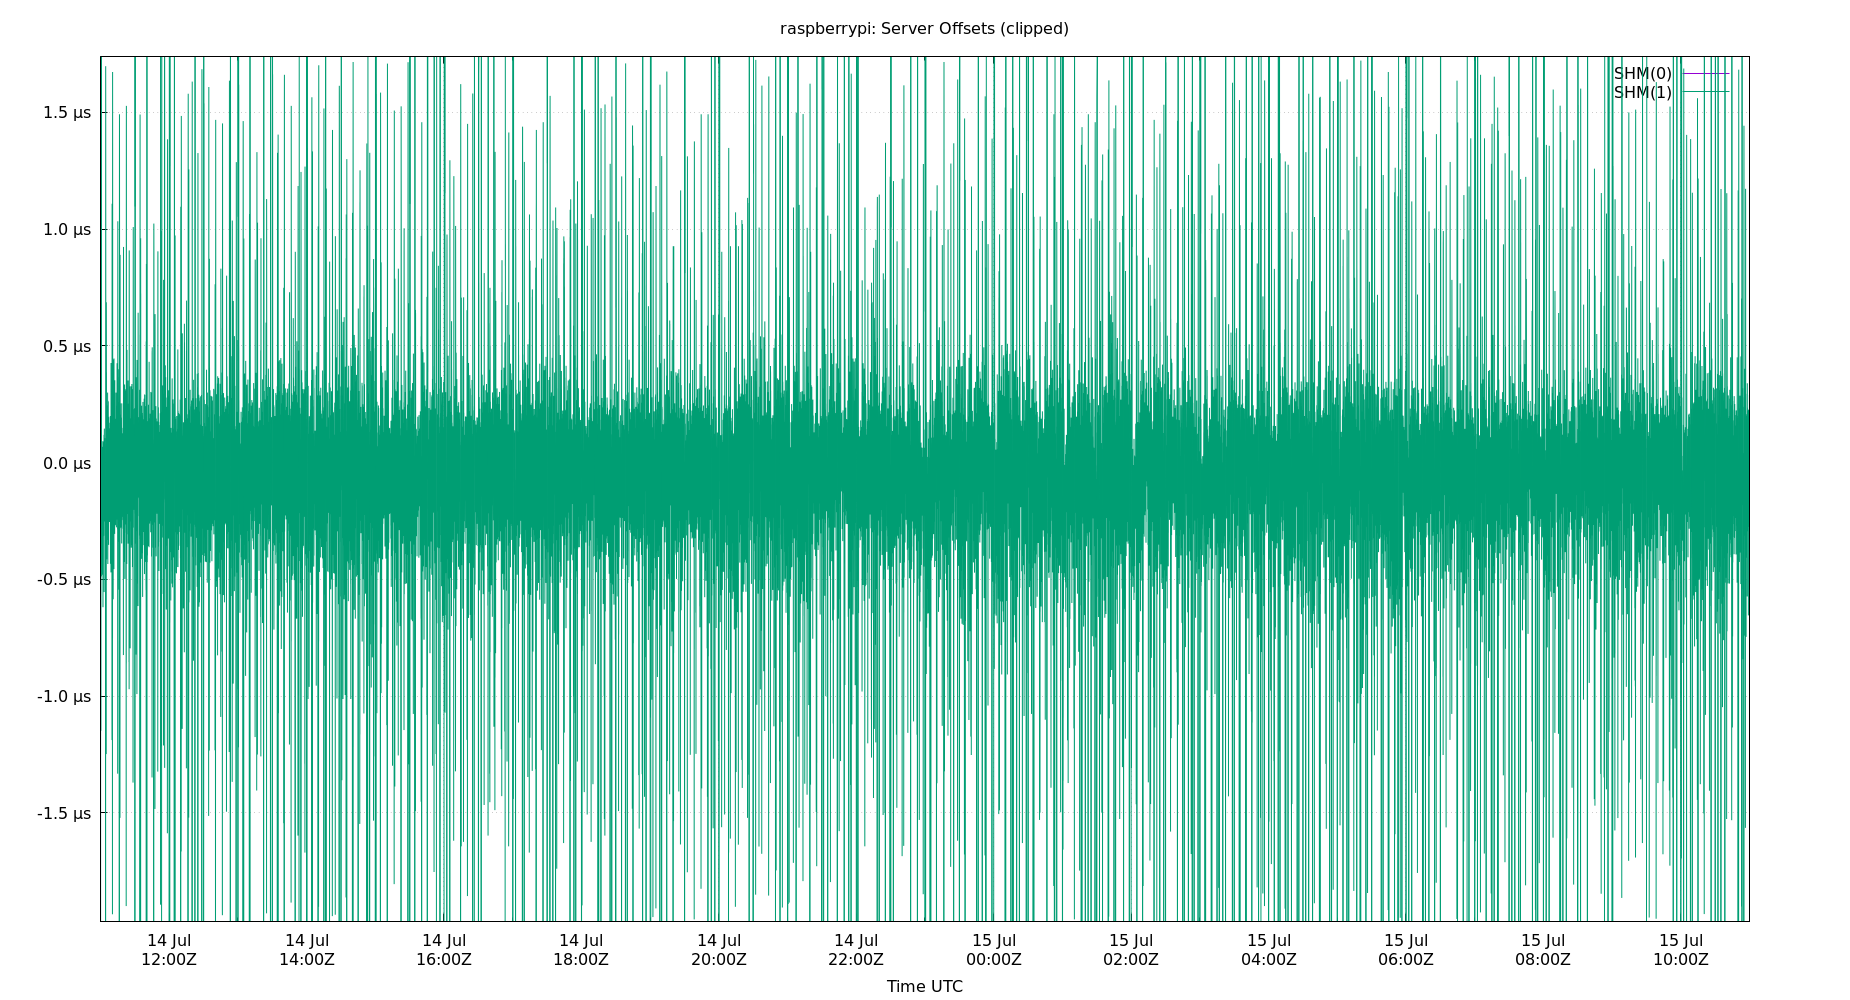 raspberrypi: Server Offsets (clipped)
SHM(0)
SHM(1)
1.5 µs
1.0 µs
0.5 µs
0.0 µs
-0.5 µs
-1.0 µs
-1.5 µs
14 Jul 14 Jul 14 Jul 14 Jul 14 Jul 14 Jul 15 Jul 15 Jul 15 Jul 15 Jul 15 Jul 15 Jul
12:00Z 14:00Z 16:00Z 18:00Z 20:00Z 22:00Z 00:00Z 02:00Z 04:00Z 06:00Z 08:00Z 10:00Z
Time UTC